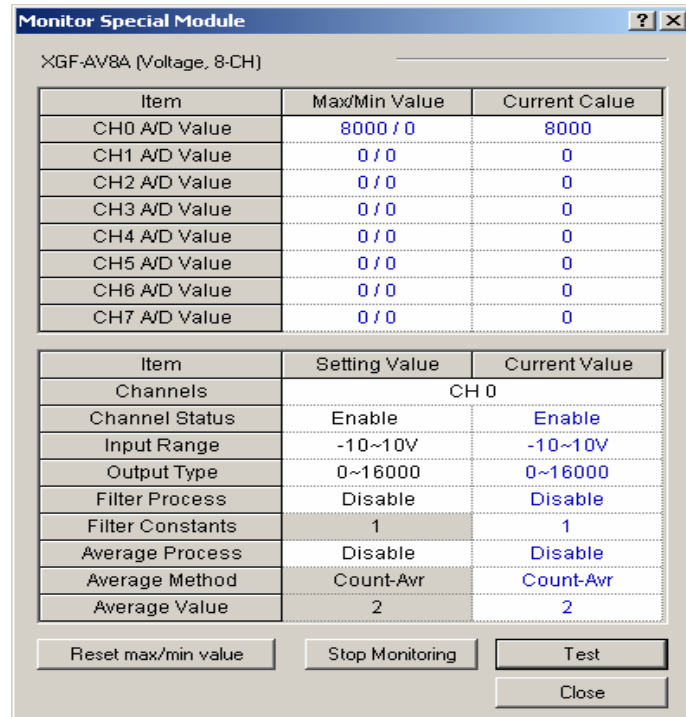 Monitor Special Module
XGF-AV8A (Voltage, 8-CH)
Item Max/Min Value Current Calue
CH0 A/D Value 8000 / 0 8000
CH1 A/D Value 0 / 0 0
CH2 A/D Value 0 / 0 0
CH3 A/D Value 0 / 0 0
CH4 A/D Value 0 / 0 0
CH5 A/D Value 0 / 0 0
CH6 A/D Value 0 / 0 0
CH7 A/D Value 0 / 0 0
Item Setting Value Current Value
Channels CH 0
Channel Status Enable Enable
Input Range -10~10V -10~10V
Output Type 0~16000 0~16000
Filter Process Disable Disable
Filter Constants 1 1
Average Process Disable Disable
Average Method Count-Avr Count-Avr
Average Value 2 2
Reset max/min value Stop Monitoring Test
Close